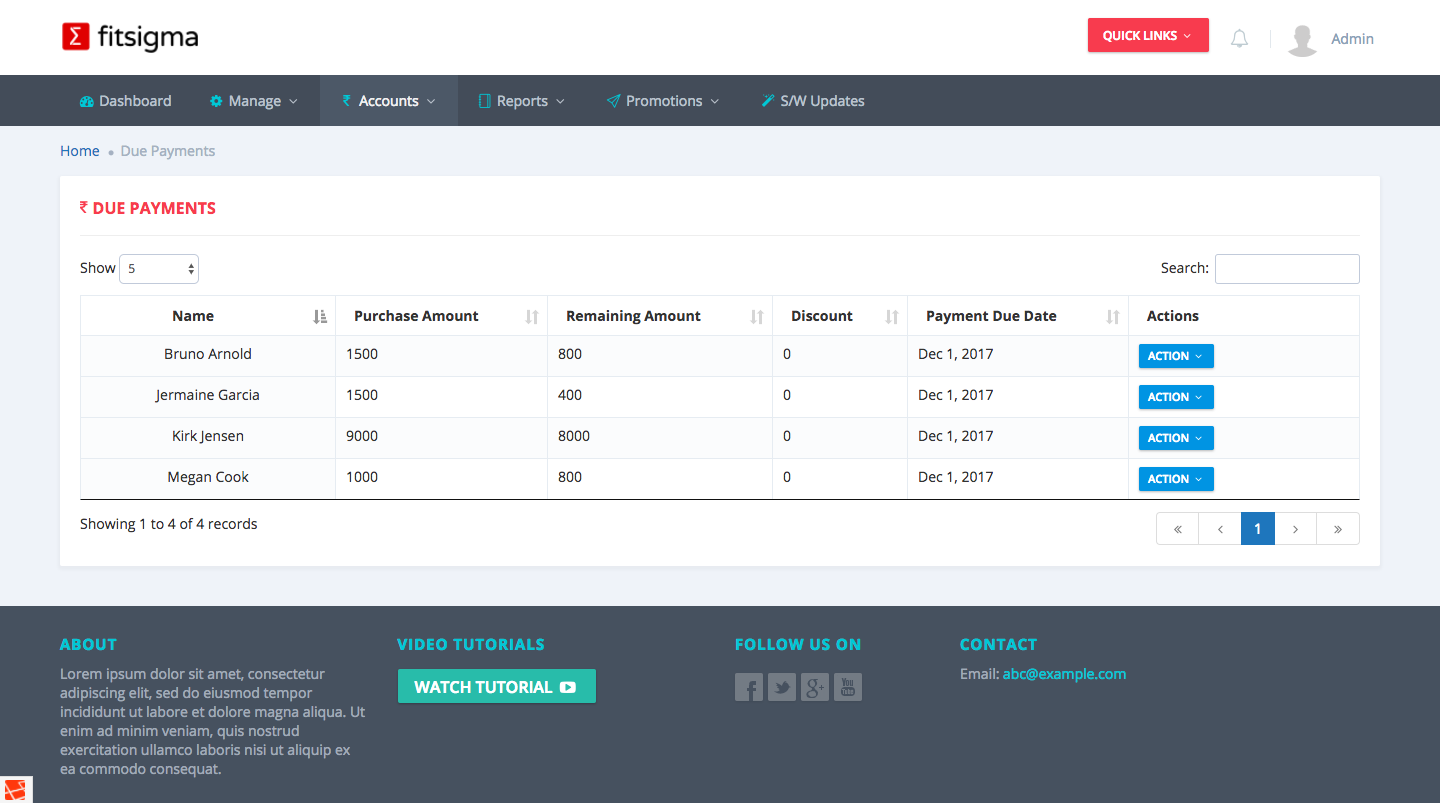 Σ fitsigma
QUICK LINKS
Admin
Dashboard Manage ₹ Accounts Reports Promotions S/W Updates
Home • Due Payments
₹ DUE PAYMENTS
Show 5 Search:
Name Purchase Amount Remaining Amount Discount Payment Due Date Actions
Bruno Arnold 1500 800 0 Dec 1, 2017 ACTION
Jermaine Garcia 1500 400 0 Dec 1, 2017 ACTION
Kirk Jensen 9000 8000 0 Dec 1, 2017 ACTION
Megan Cook 1000 800 0 Dec 1, 2017 ACTION
Showing 1 to 4 of 4 records
« ‹ 1 › »
ABOUT
Lorem ipsum dolor sit amet, consectetur
adipiscing elit, sed do eiusmod tempor
incididunt ut labore et dolore magna aliqua. Ut
enim ad minim veniam, quis nostrud
exercitation ullamco laboris nisi ut aliquip ex
ea commodo consequat.
VIDEO TUTORIALS
WATCH TUTORIAL
FOLLOW US ON
f g+ You Tube
CONTACT
Email: abc@example.com